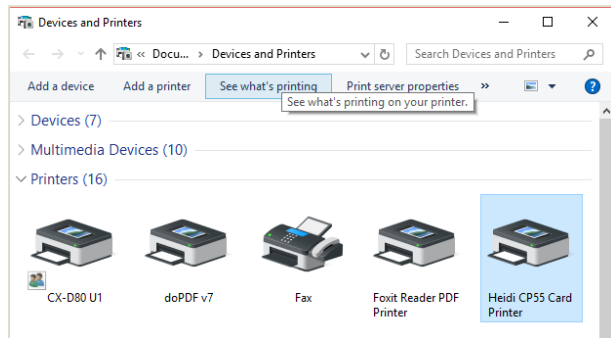 Devices and Printers
« Docu... > Devices and Printers
Search Devices and Printers
Add a device
Add a printer
See what's printing
Print server properties
»
?
See what's printing on your printer.
Devices (7)
Multimedia Devices (10)
Printers (16)
CX-D80 U1
doPDF v7
Fax
Foxit Reader PDF
Printer
Heidi CP55 Card
Printer